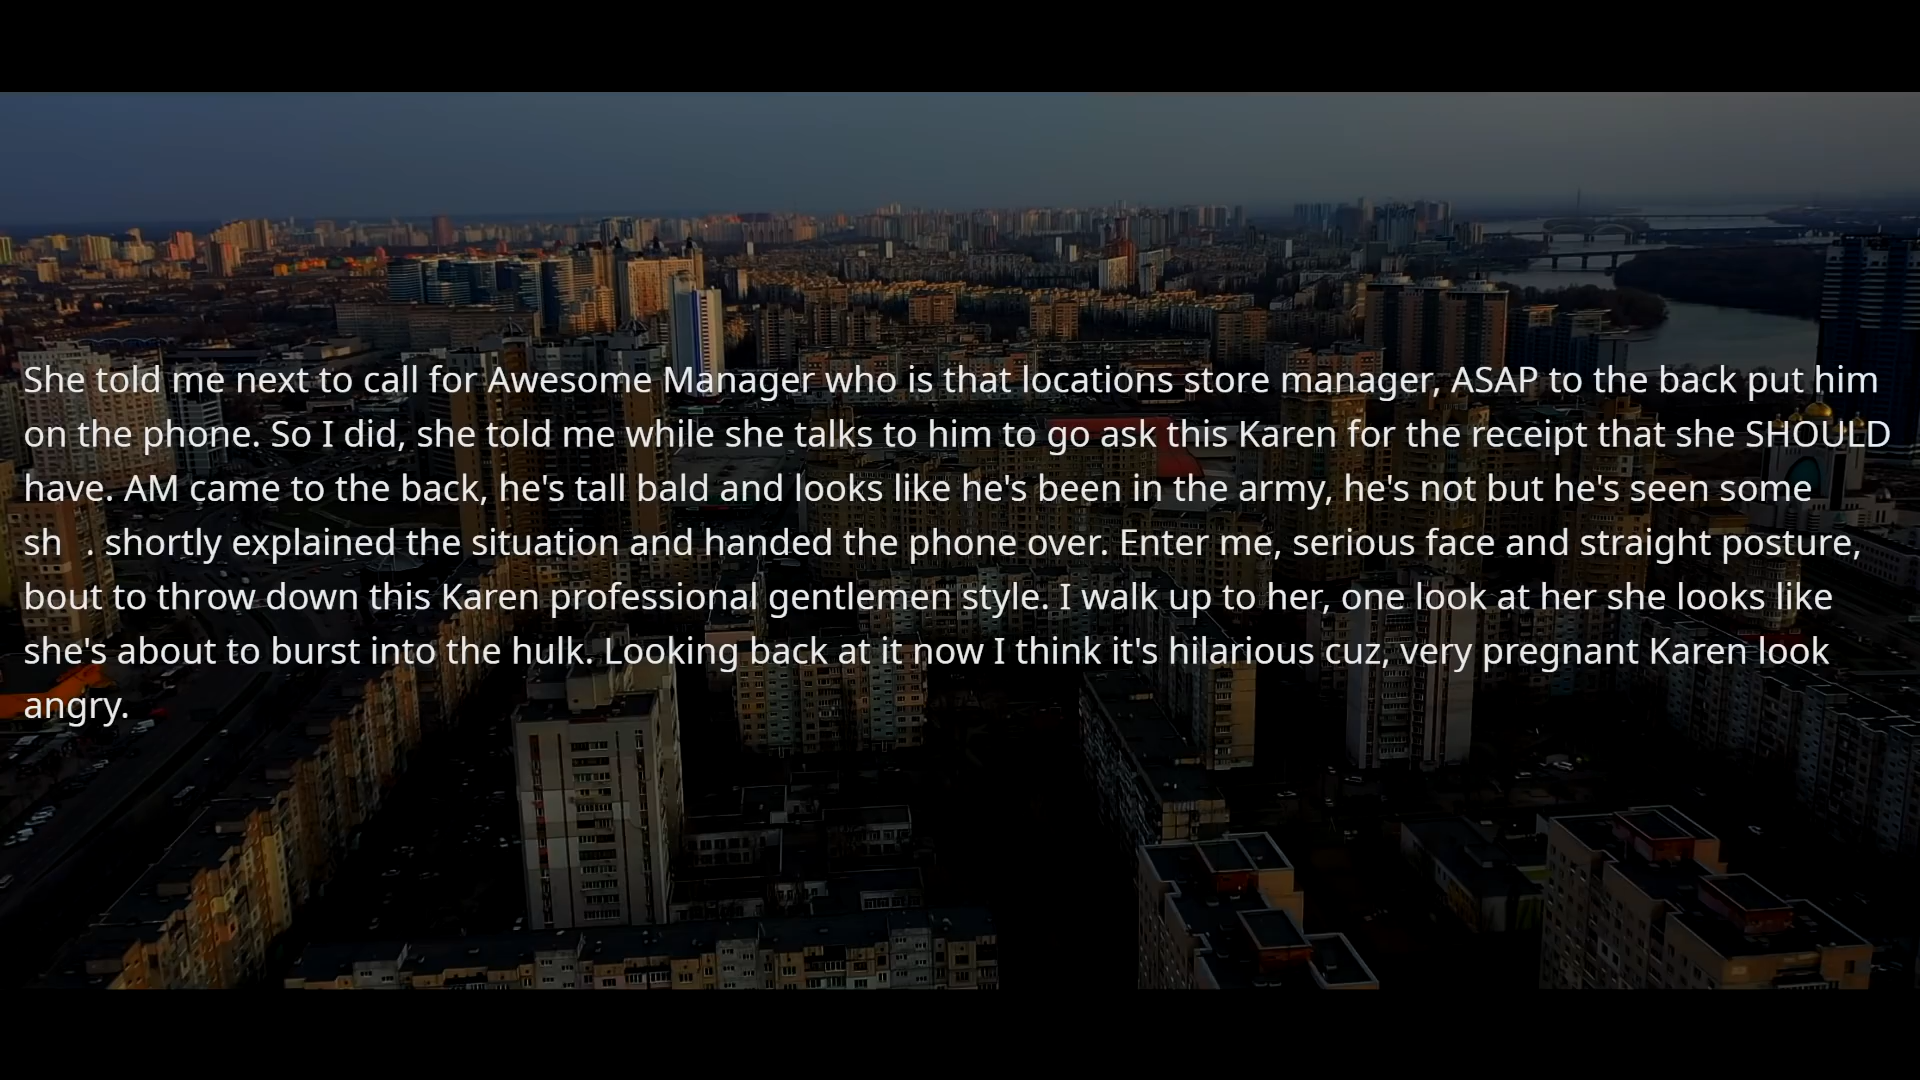 She told me next to call for Awesome Manager who is that locations store manager, ASAP to the back put him
on the phone. So I did, she told me while she talks to him to go ask this Karen for the receipt that she SHOULD
have. AM came to the back, he's tall bald and looks like he's been in the army, he's not but he's seen some
sh  . shortly explained the situation and handed the phone over. Enter me, serious face and straight posture,
bout to throw down this Karen professional gentlemen style. I walk up to her, one look at her she looks like
she's about to burst into the hulk. Looking back at it now I think it's hilarious cuz, very pregnant Karen look
angry.